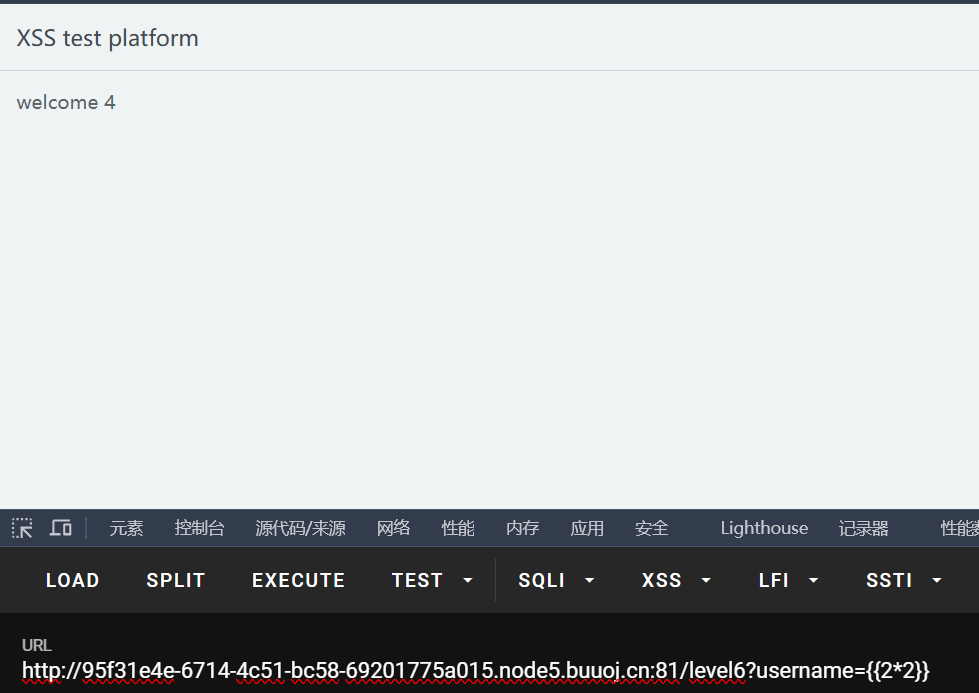 XSS test platform
welcome 4
元素 控制台 源代码/来源 网络 性能 内存 应用 安全 Lighthouse 记录器 性能数
LOAD SPLIT EXECUTE TEST SQLI XSS LFI SSTI
URL
http://95f31e4e-6714-4c51-bc58-69201775a015.node5.buuoj.cn:81/level6?username={{2*2}}